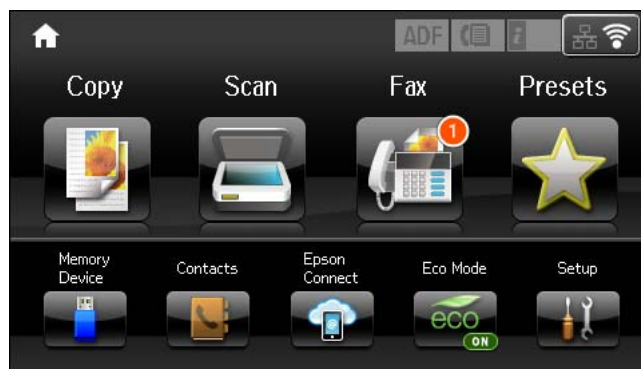 ADF i
Copy Scan Fax Presets
1
Memory Device Contacts Epson Connect Eco Mode Setup
eco
ON